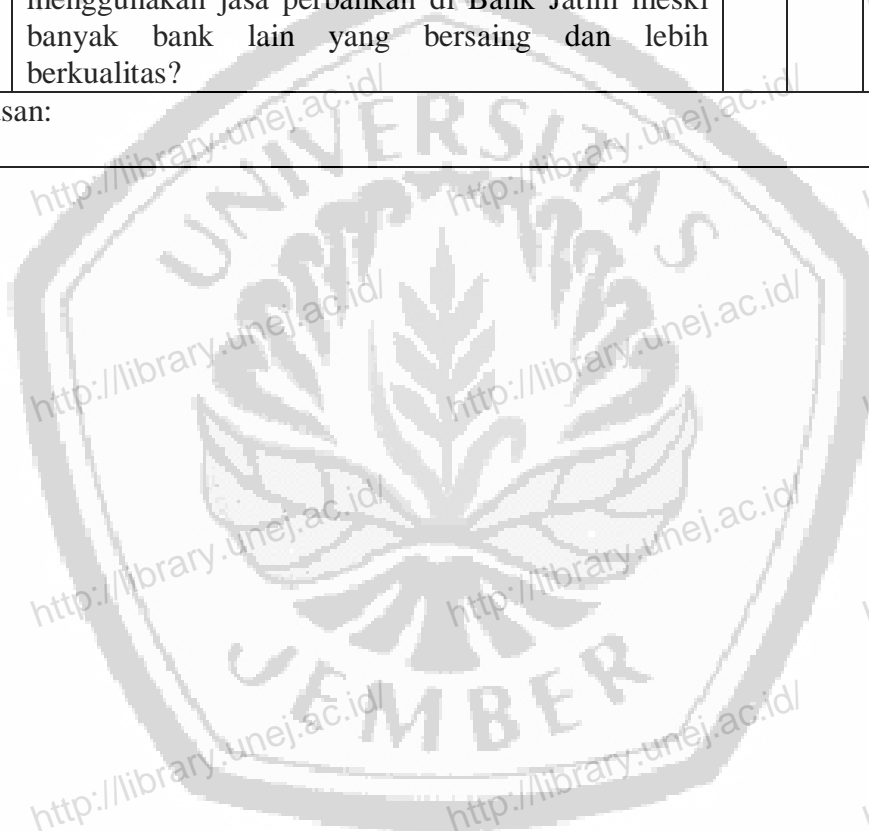 menggunakan jasa perbankan di Bank Jatim meski
banyak bank lain yang bersaing dan lebih
berkualitas?
san:
UNIVERSITAS
JEMBER
http://library.unej.ac.id/
http://library.unej.ac.id/
http://library.unej.ac.id/
http://library.unej.ac.id/
http://library.unej.ac.id/
http://library.unej.ac.id/
http://library.unej.ac.id/
http://library.unej.ac.id/